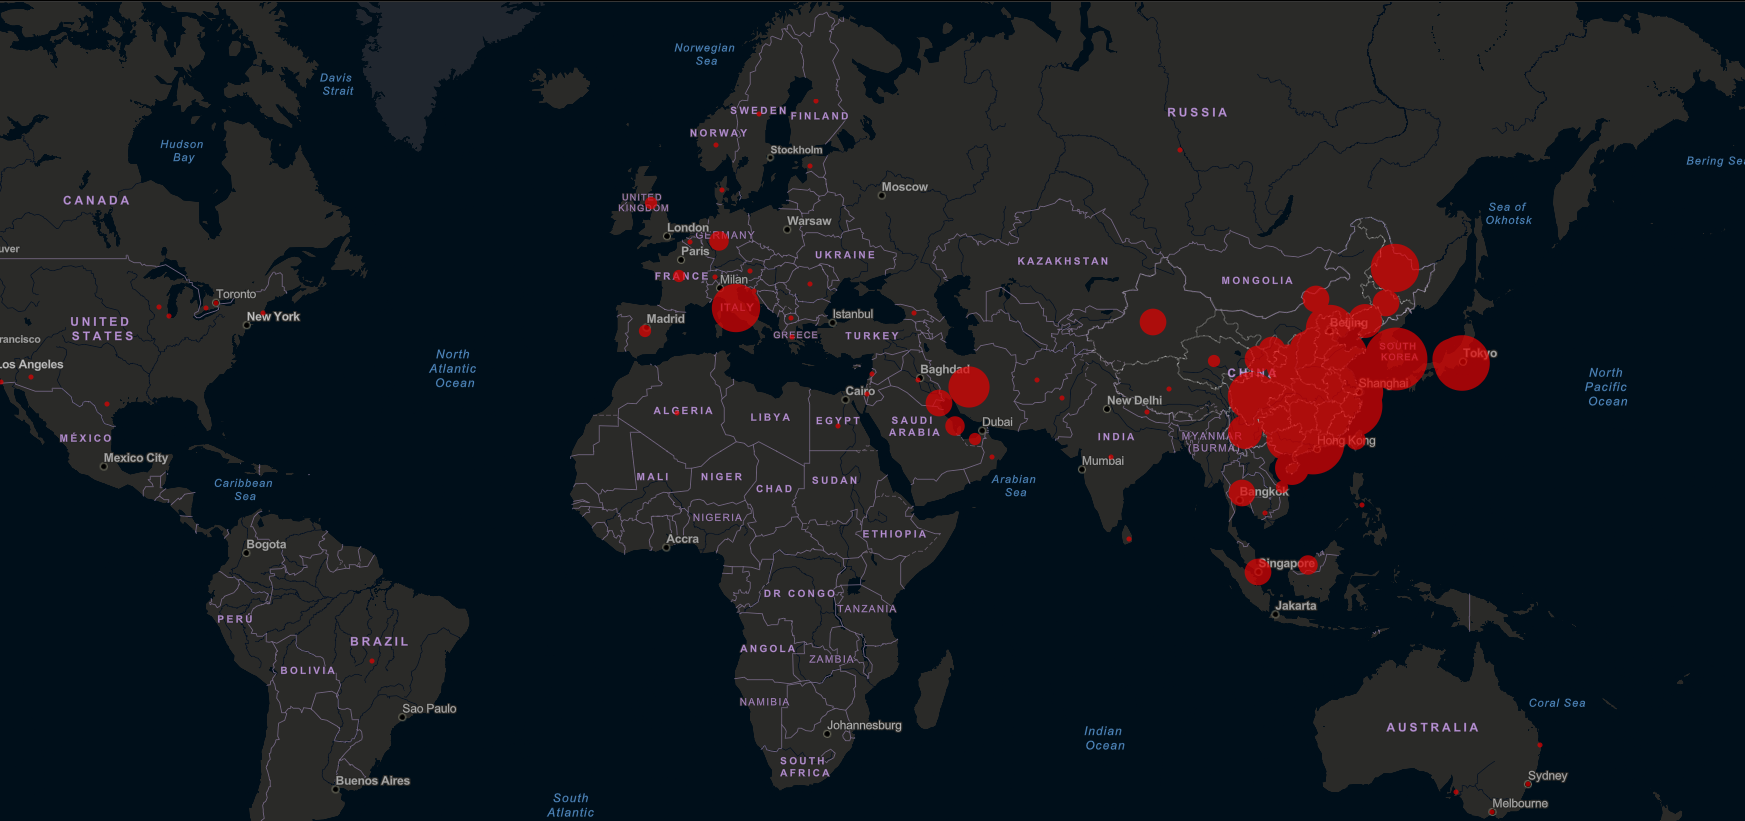 Norwegian
Sea
Davis
Strait
SWEDEN
FINLAND
RUSSIA
NORWAY
Hudson
Bay
Stockholm
Bering Se
Moscow
CANADA
UNITED
KINGDOM
Sea of
Okhotsk
Warsaw
London
GERMANY
uver
Paris
UKRAINE
KAZAKHSTAN
FRANCE
Milan
MONGOLIA
Toronto
New York
UNITED
STATES
ITALY
Madrid
Istanbul
Beijing
GREECE
TURKEY
rancisco
SOUTH
KOREA
Tokyo
North
Atlantic
Ocean
Los Angeles
Baghdad
CHINA
Shanghai
North
Pacific
Ocean
Cairo
New Delhi
ALGERIA
LIBYA
EGYPT
SAUDI
ARABIA
Dubai
MÉXICO
INDIA
MYANMAR
(BURMA)
Hong Kong
Mexico City
Mumbai
Caribbean
Sea
MALI
NIGER
CHAD
SUDAN
Arabian
Sea
Bangkok
NIGERIA
ETHIOPIA
Accra
Bogota
Singapore
DR CONGO
TANZANIA
Jakarta
PERÚ
BRAZIL
ANGOLA
ZAMBIA
BOLIVIA
NAMIBIA
Sao Paulo
Coral Sea
Johannesburg
AUSTRALIA
Indian
Ocean
SOUTH
AFRICA
Buenos Aires
Sydney
South
Atlantic
Melbourne